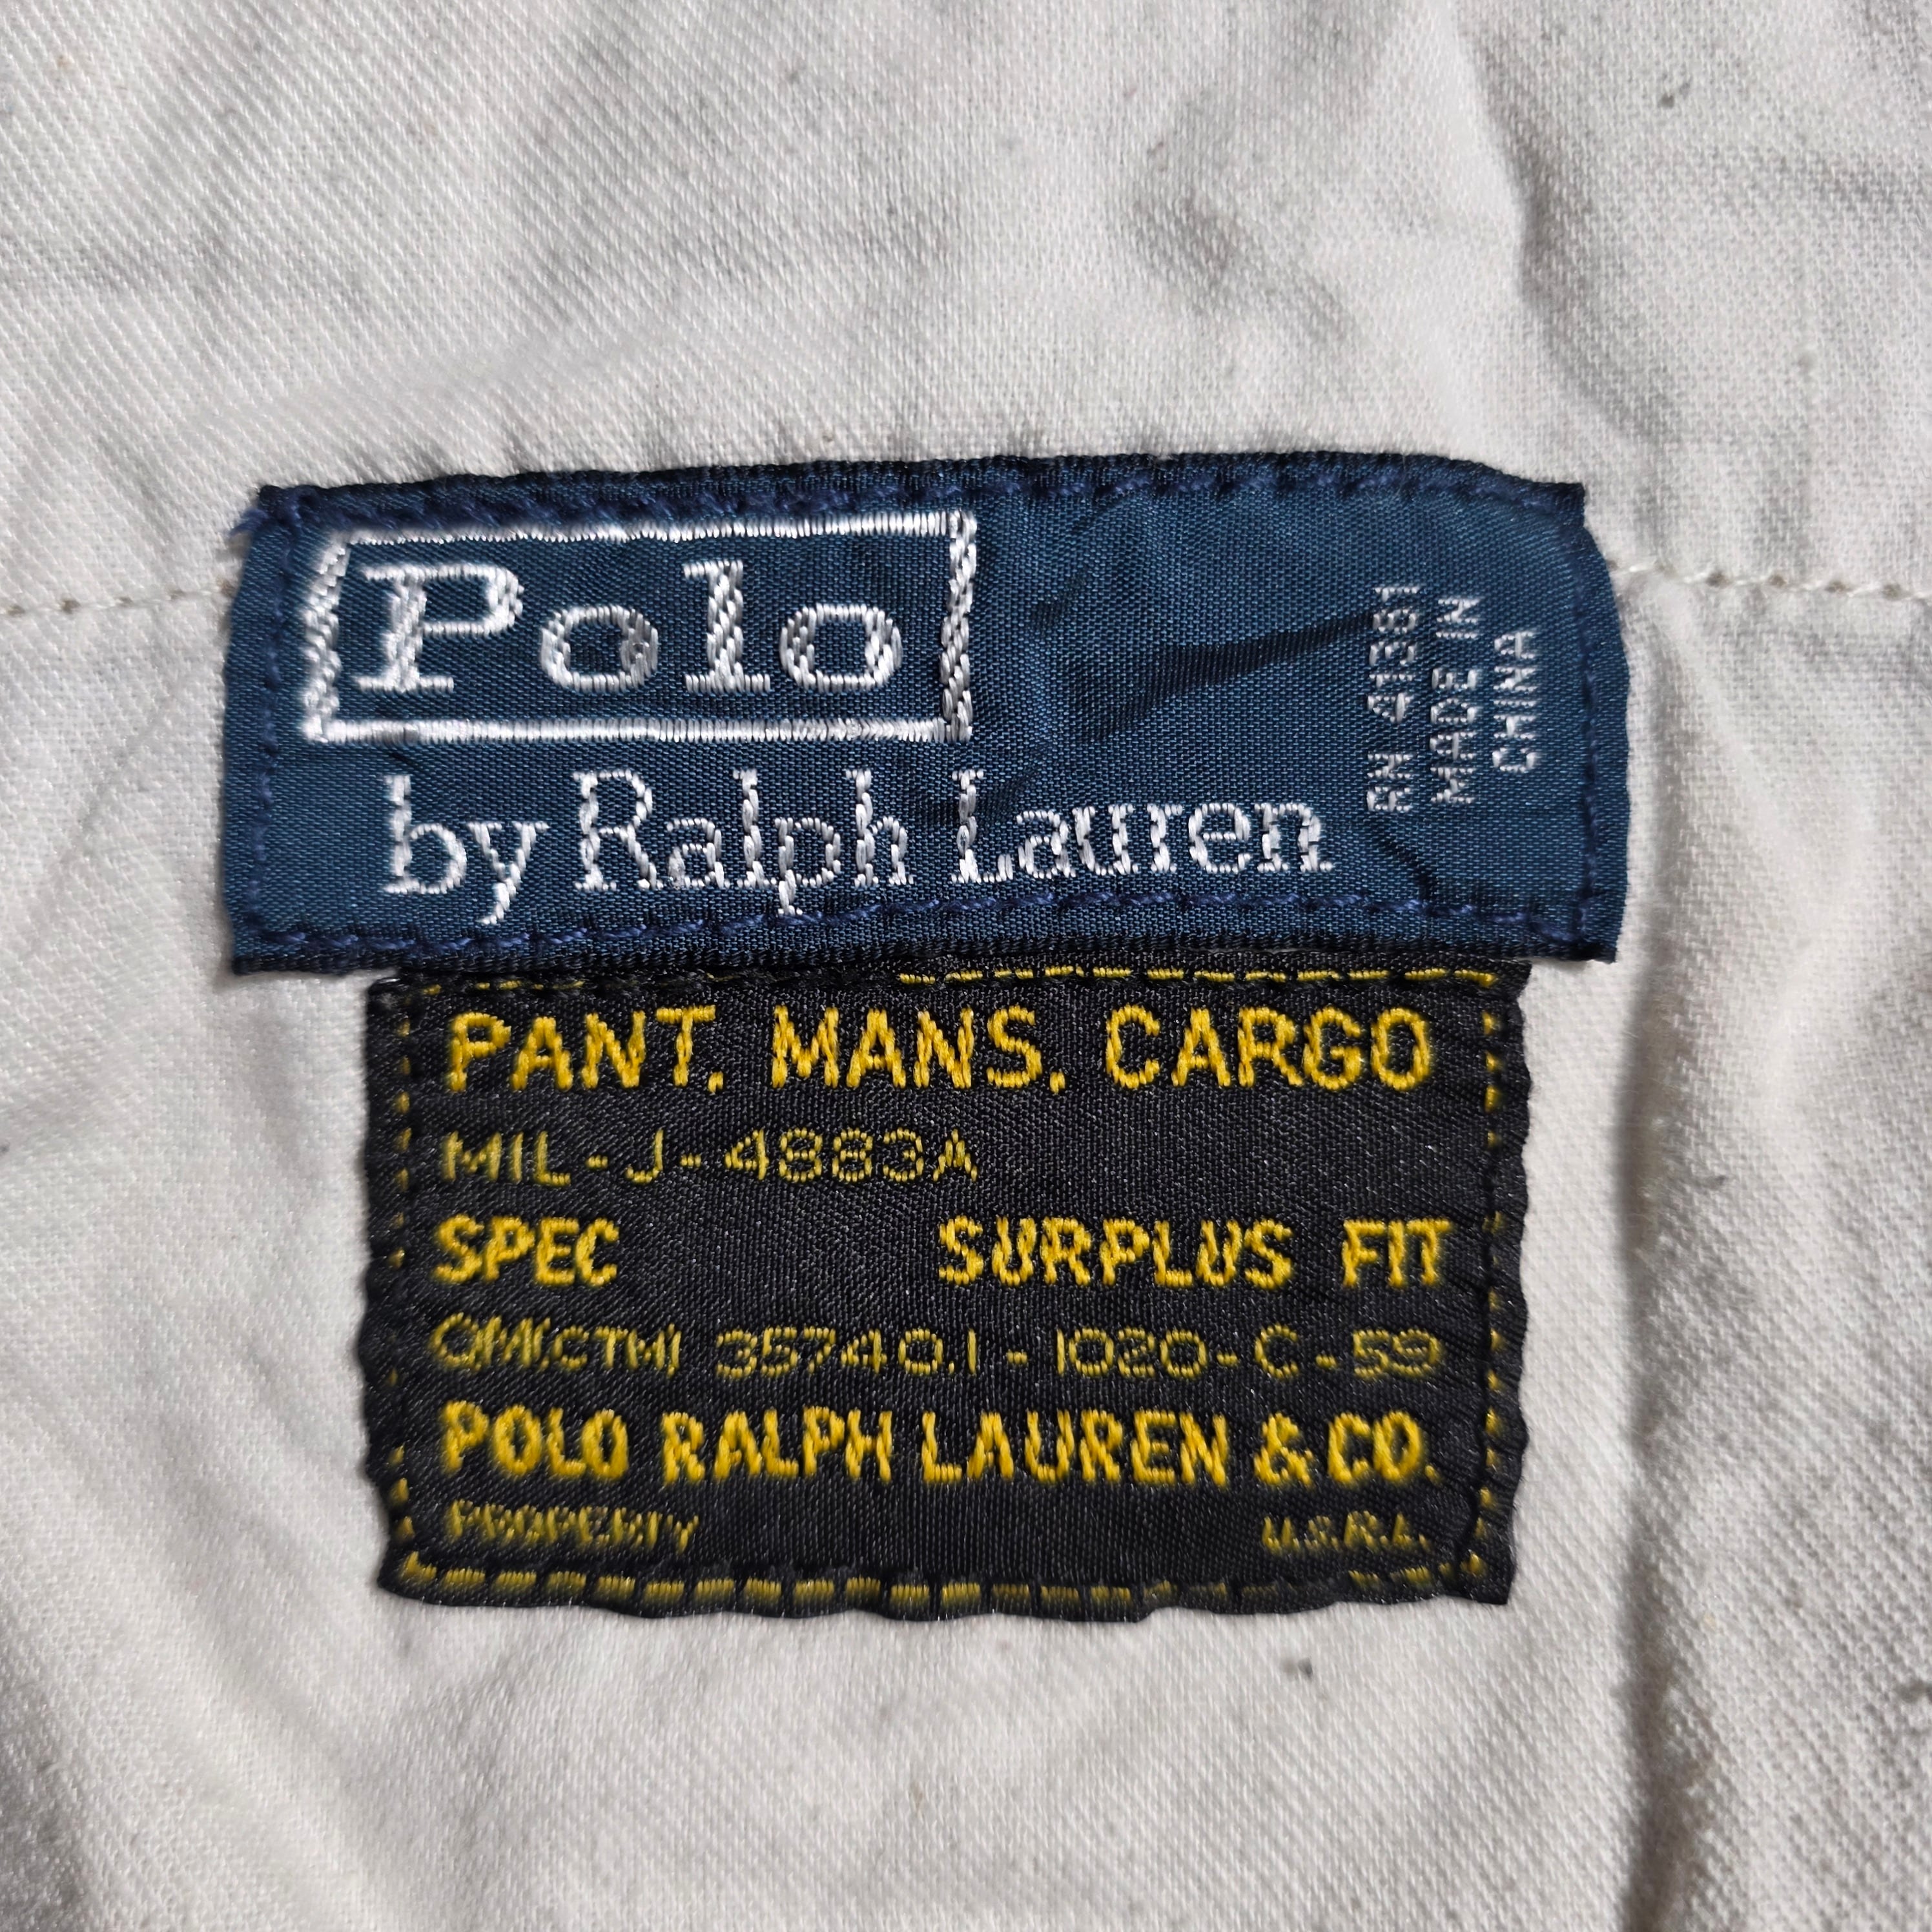 Polo
by Ralph Lauren
RN 41381
MADE IN
CHINA
PANT, MANS, CARGO
MIL-J-4883A
SPEC SURPLUS FIT
QM(CTM) 35740.1-1020-C-59
POLO RALPH LAUREN & CO.
PROPERTY U.S.R.L.